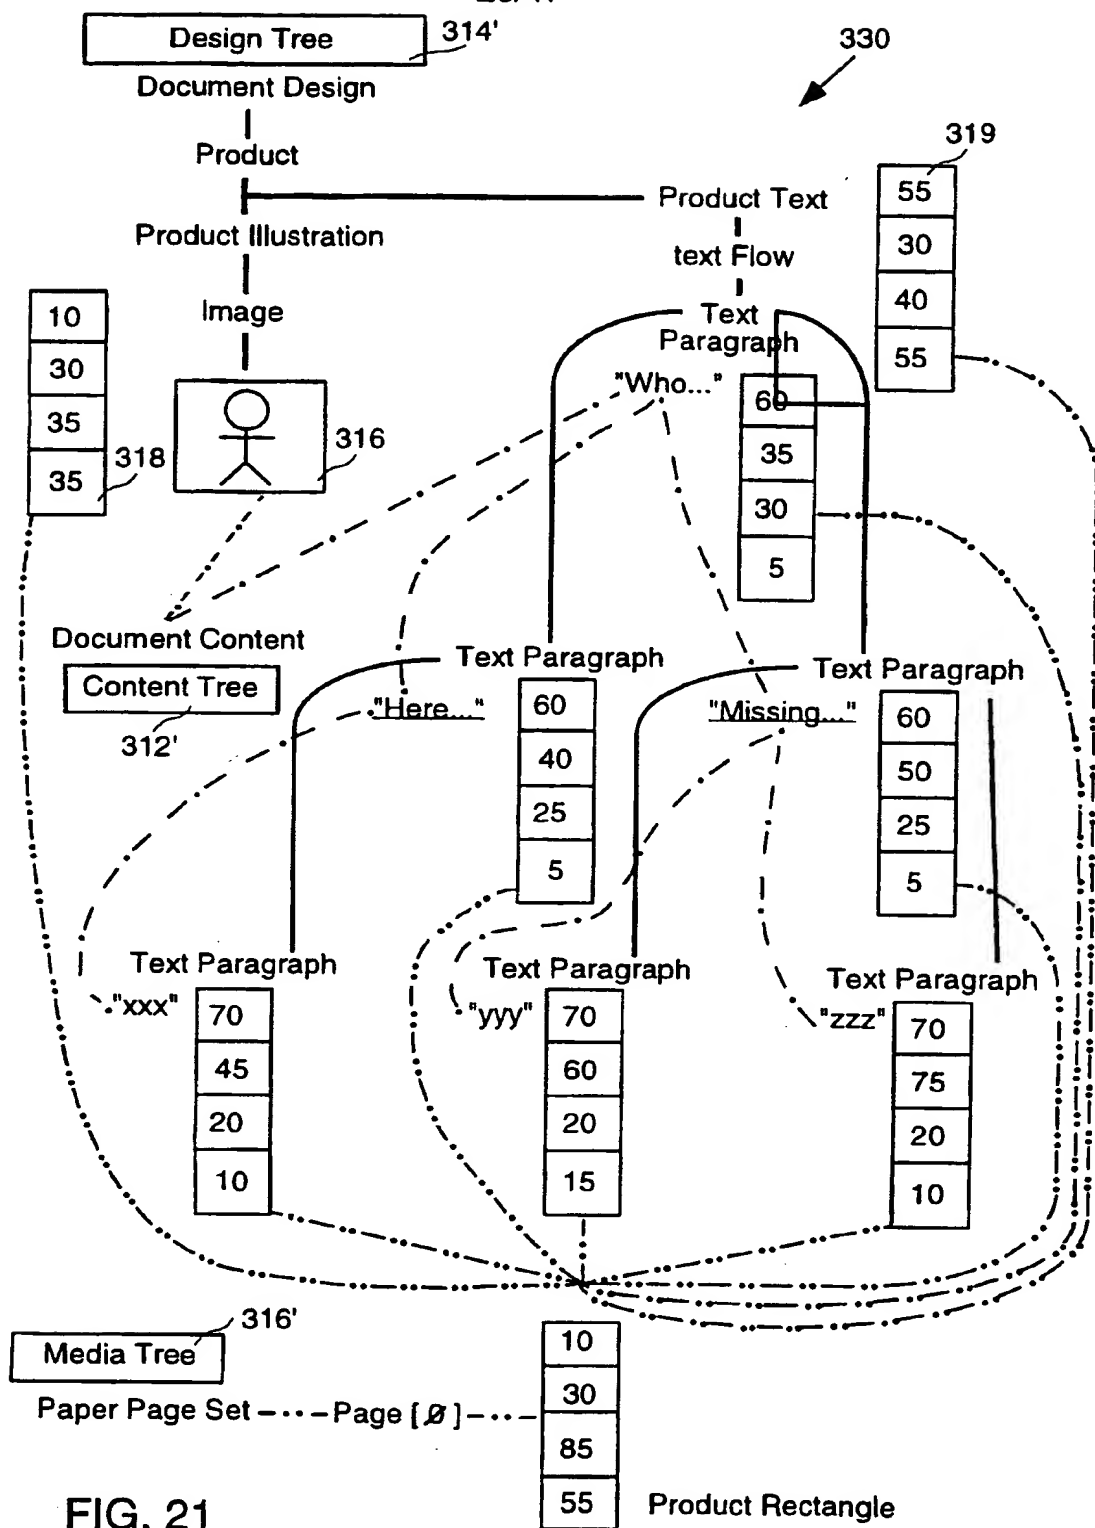 Design Tree
314'
330
Document Design
319
Product
55
Product Text
Product Illustration
30
text Flow
10
Image
40
Text
Paragraph
30
55
"Who..."
60
316
35
35
318
35
30
5
Document Content
Text Paragraph
Text Paragraph
Content Tree
"Here..."
60
"Missing..."
60
312'
40
50
25
25
5
5
Text Paragraph
Text Paragraph
Text Paragraph
"xxx"
70
"yyy"
70
"zzz"
70
45
60
75
20
20
20
10
15
10
316'
Media Tree
10
Paper Page Set
Page [Ø]
30
85
55
Product Rectangle
FIG. 21